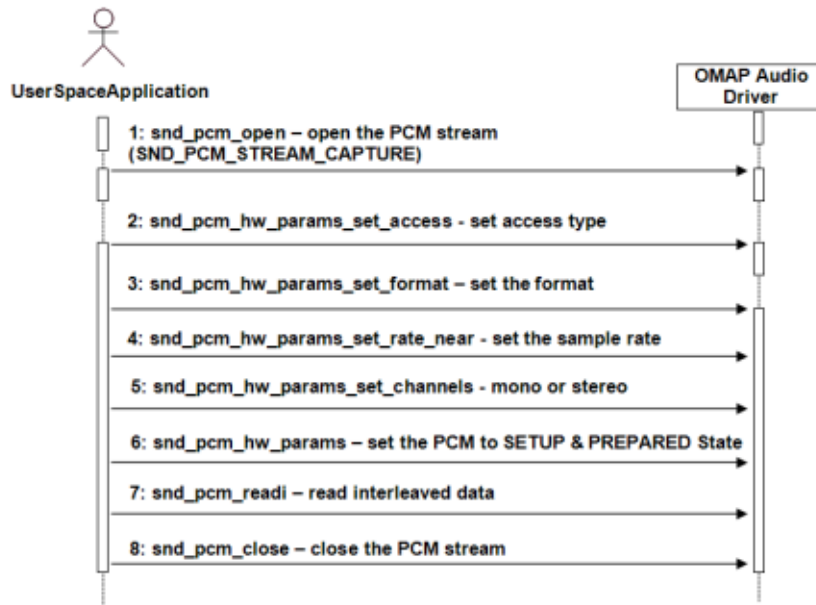 UserSpaceApplication
OMAP Audio
Driver
1: snd_pcm_open – open the PCM stream
(SND_PCM_STREAM_CAPTURE)
2: snd_pcm_hw_params_set_access - set access type
3: snd_pcm_hw_params_set_format – set the format
4: snd_pcm_hw_params_set_rate_near - set the sample rate
5: snd_pcm_hw_params_set_channels - mono or stereo
6: snd_pcm_hw_params – set the PCM to SETUP & PREPARED State
7: snd_pcm_readi – read interleaved data
8: snd_pcm_close – close the PCM stream